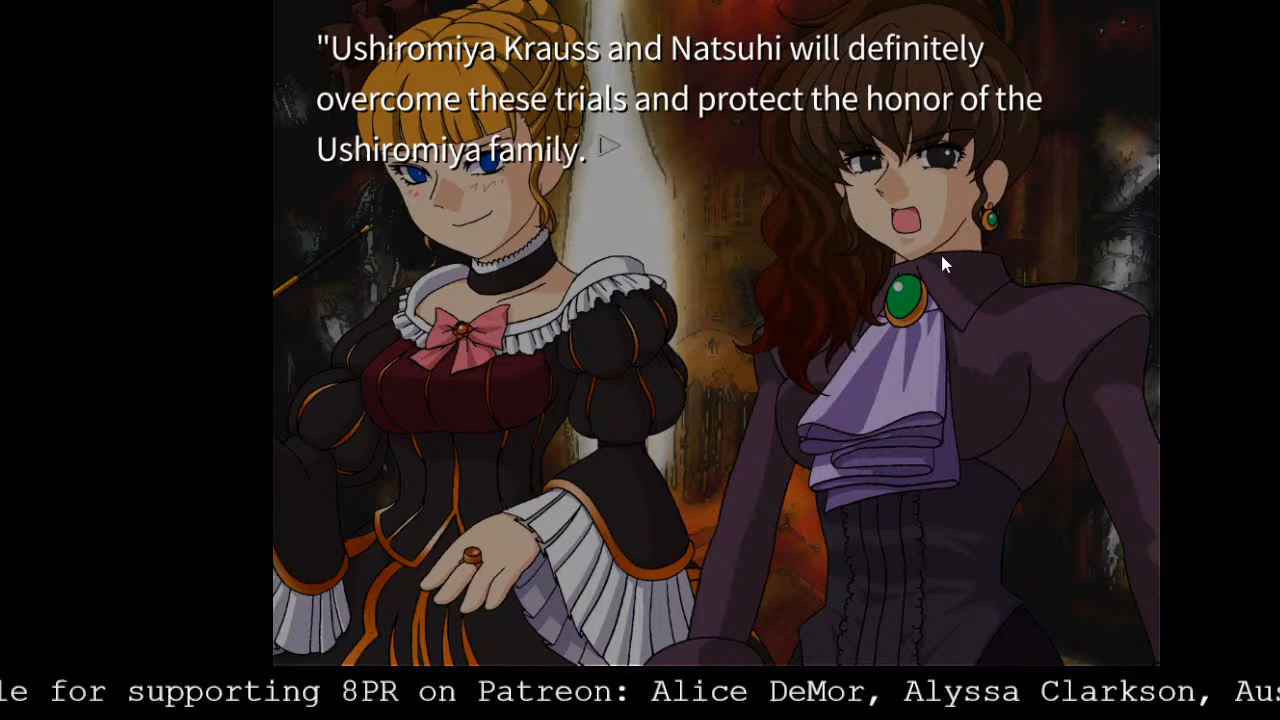 "Ushiromiya Krauss and Natsuhi will definitely
overcome these trials and protect the honor of the
Ushiromiya family.
le for supporting 8PR on Patreon: Alice DeMor, Alyssa Clarkson, Aus